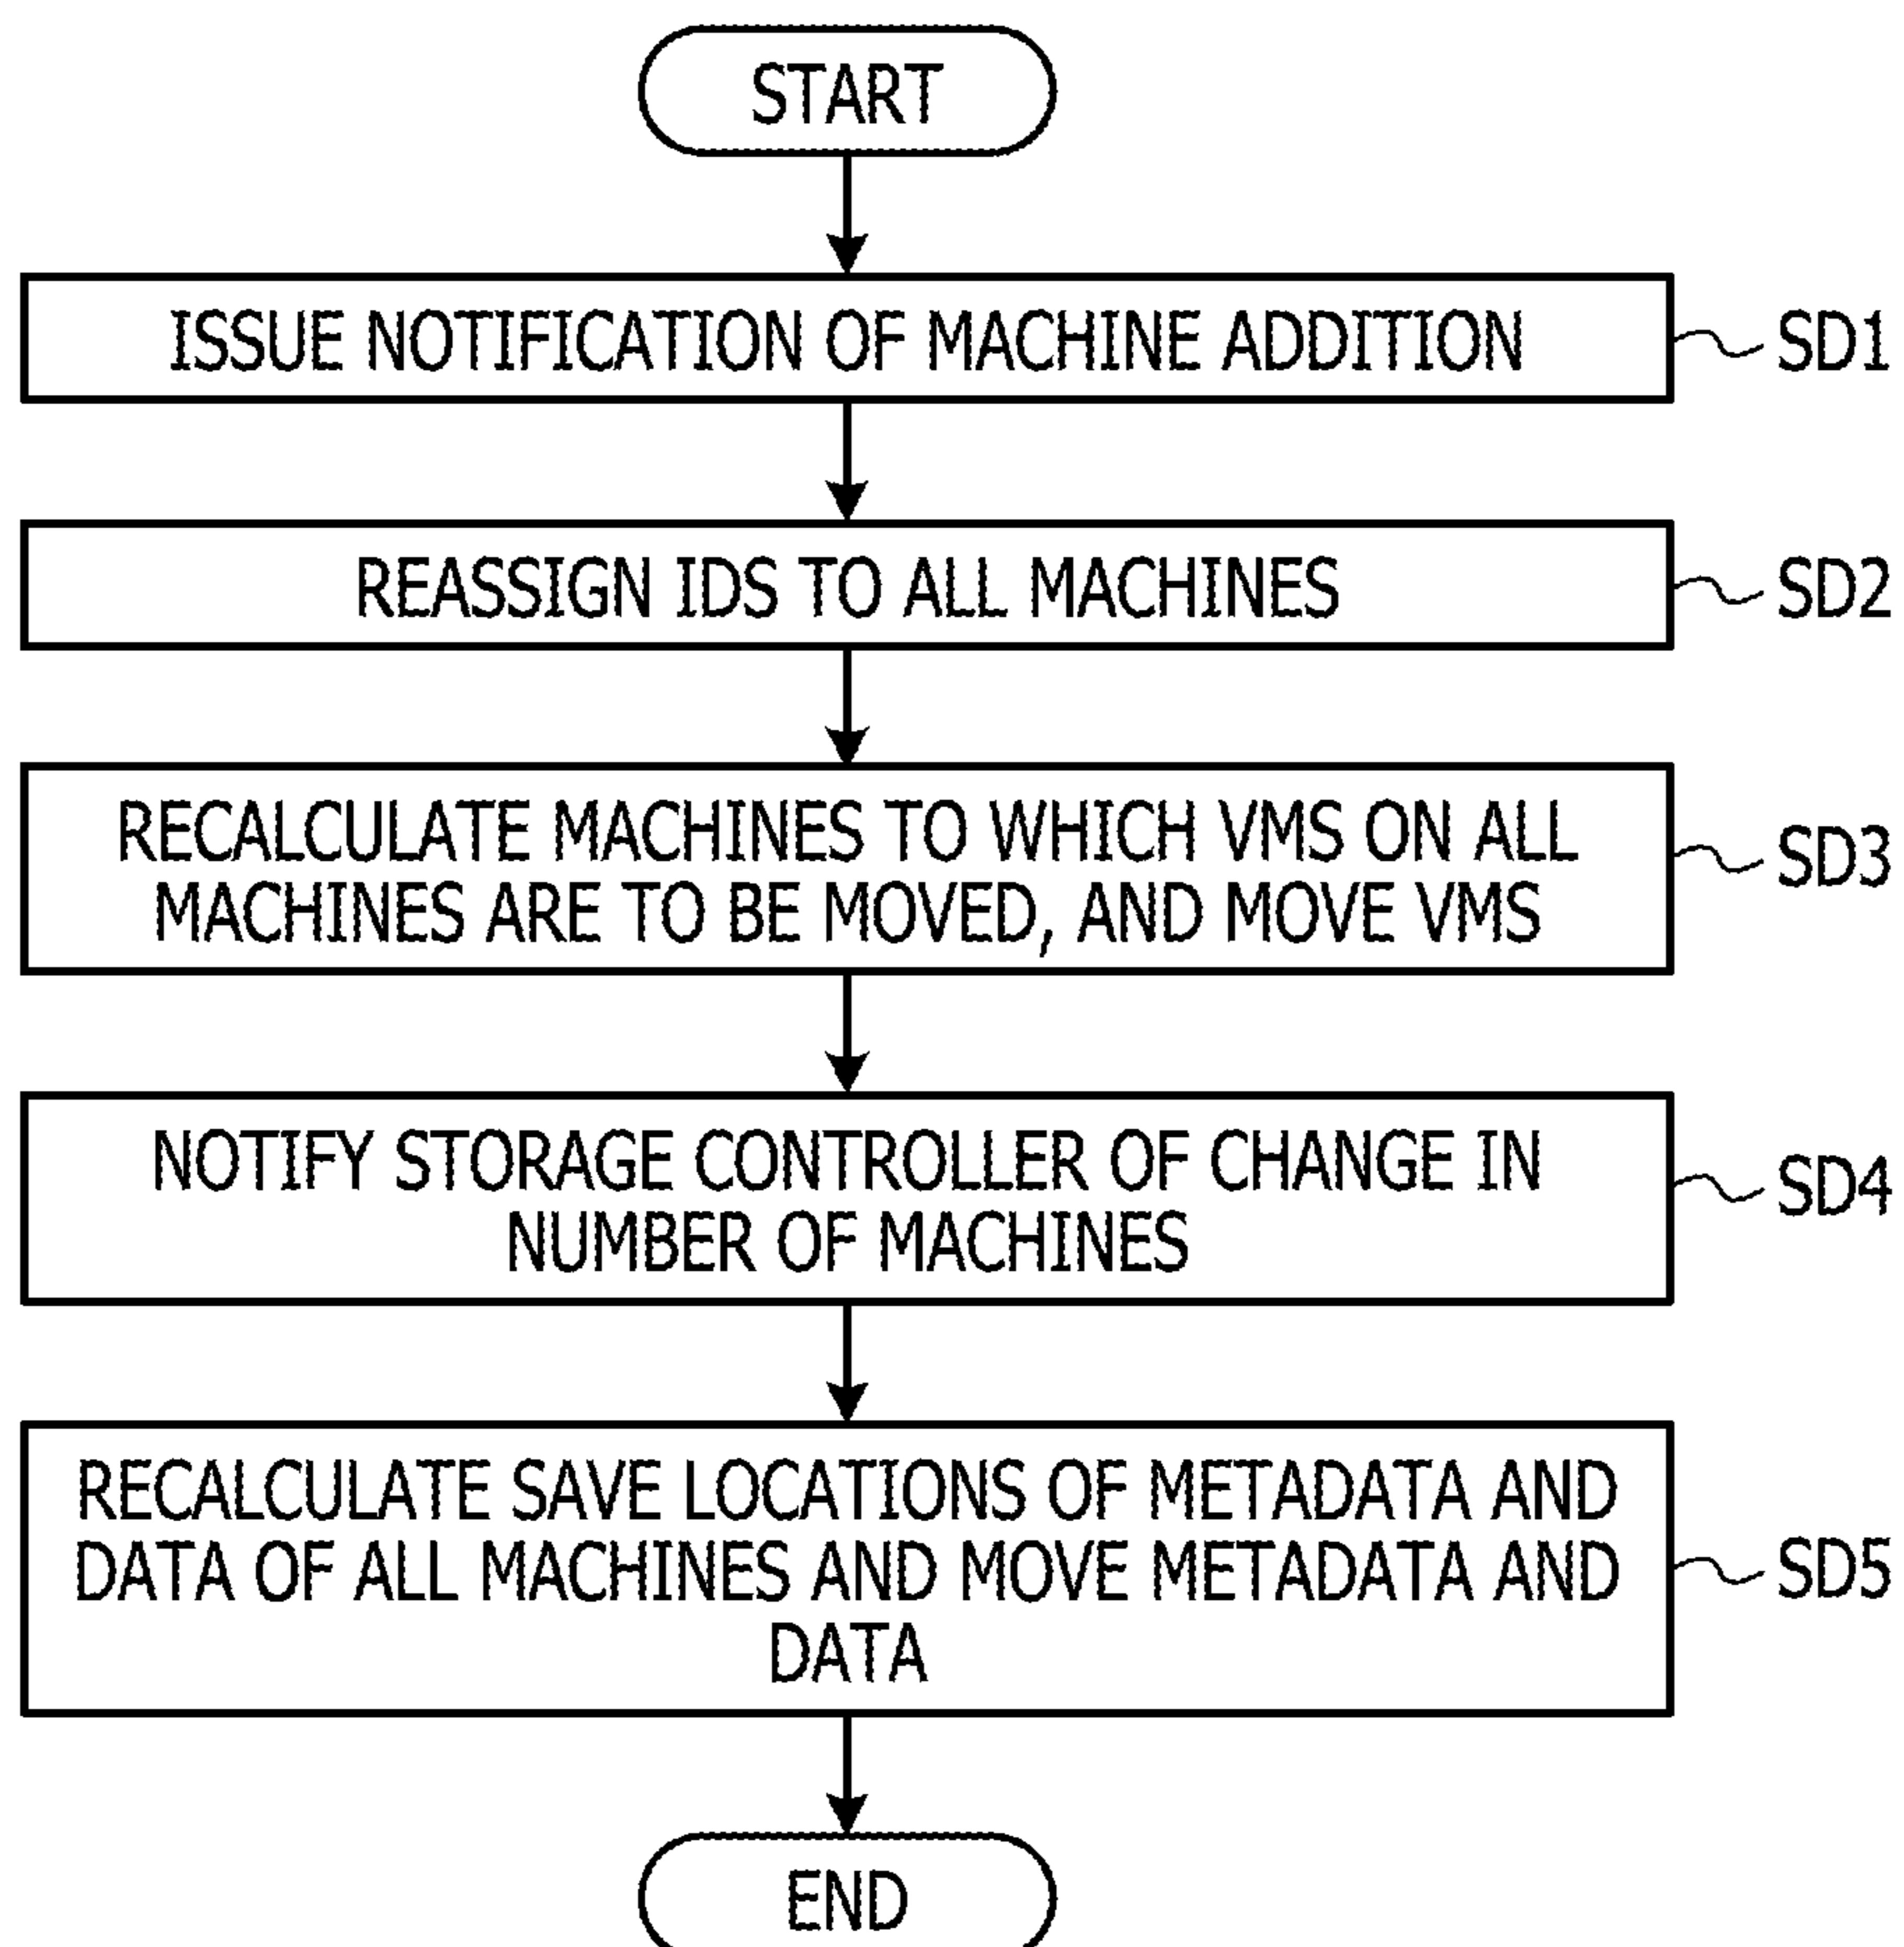 START
ISSUE NOTIFICATION OF MACHINE ADDITION
SD1
REASSIGN IDS TO ALL MACHINES
SD2
RECALCULATE MACHINES TO WHICH VMS ON ALL
MACHINES ARE TO BE MOVED, AND MOVE VMS
SD3
NOTIFY STORAGE CONTROLLER OF CHANGE IN
NUMBER OF MACHINES
SD4
RECALCULATE SAVE LOCATIONS OF METADATA AND
DATA OF ALL MACHINES AND MOVE METADATA AND
DATA
SD5
END